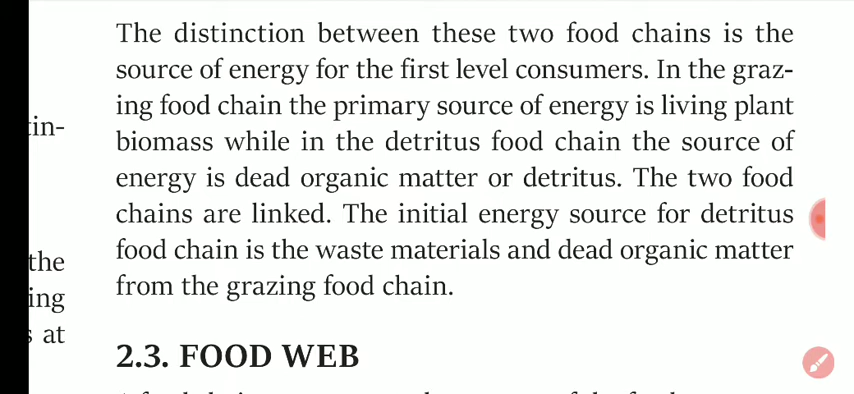 The distinction between these two food chains is the
source of energy for the first level consumers. In the graz-
ing food chain the primary source of energy is living plant
biomass while in the detritus food chain the source of
energy is dead organic matter or detritus. The two food
chains are linked. The initial energy source for detritus
food chain is the waste materials and dead organic matter
from the grazing food chain.
2.3. FOOD WEB
tin-
the
ing
at